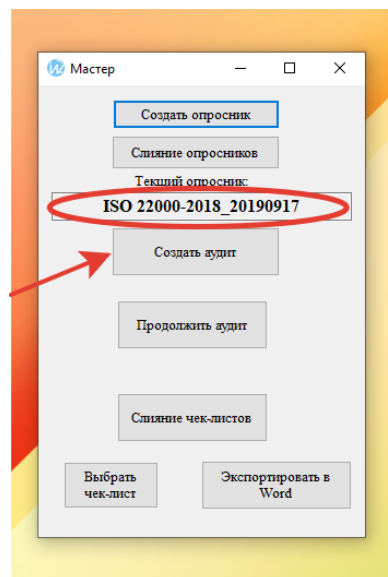 Мастер
Создать опросник
Слияние опросников
Текший опросник:
ISO 22000-2018_20190917
Создать аудит
Продолжить аудит
Слияние чек-листов
Выбрать
чек-лист
Экспортировать в
Word